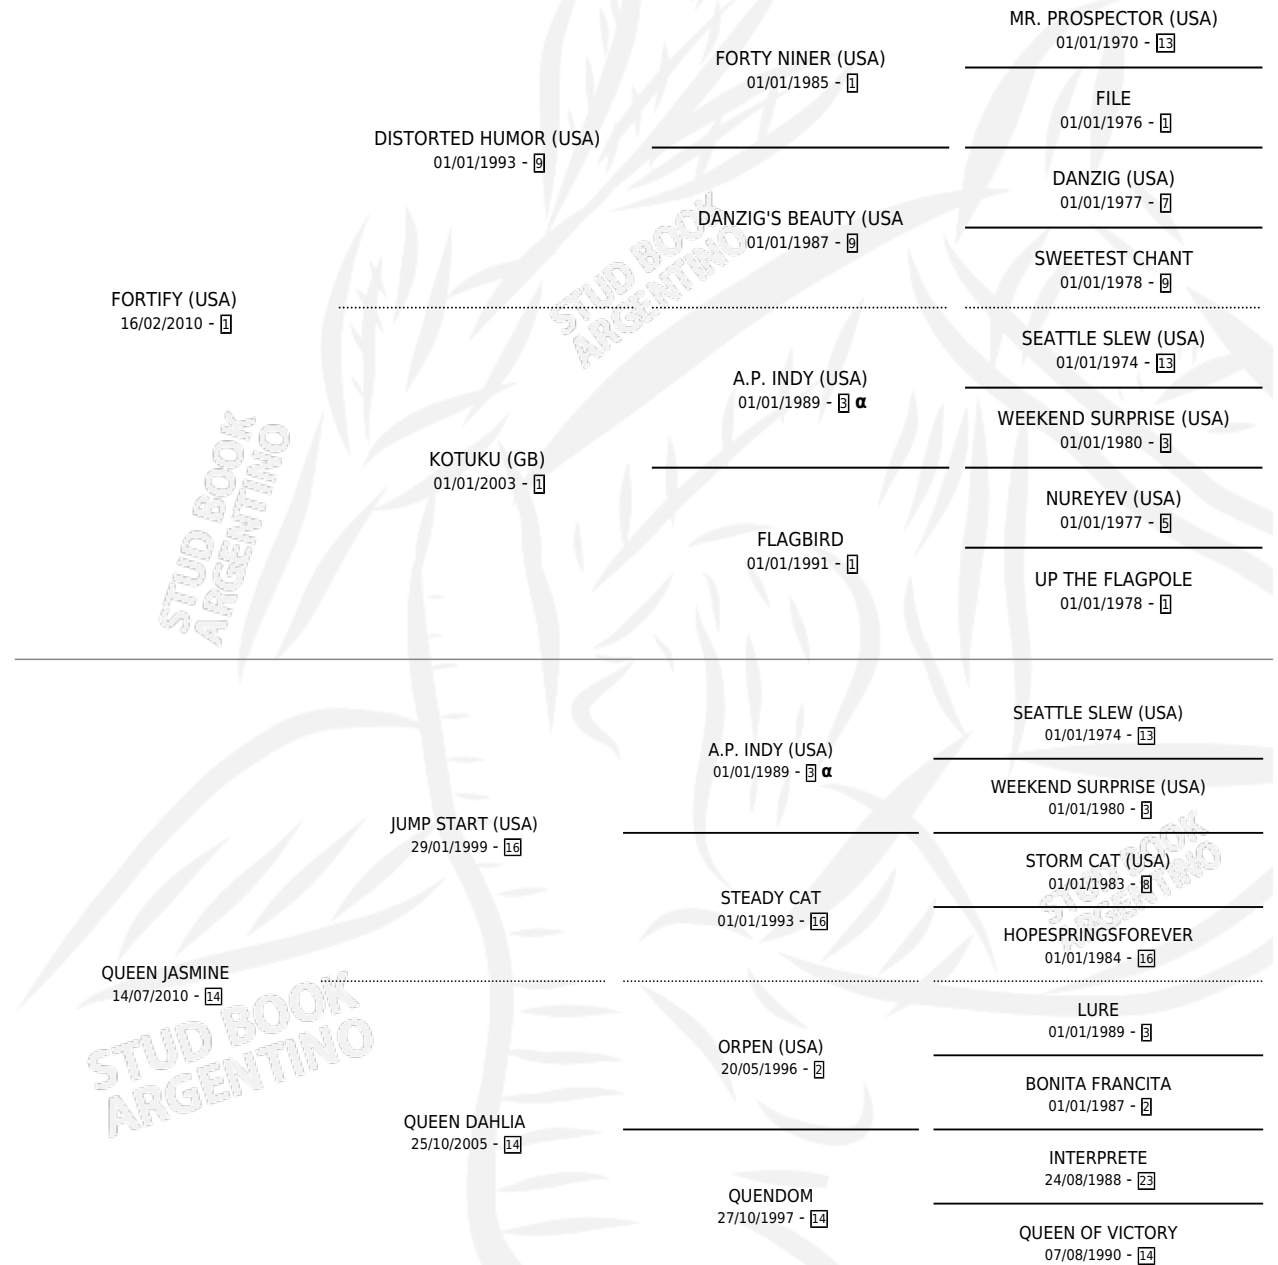 MR. PROSPECTOR (USA)
01/01/1970 - 13
FORTY NINER (USA)
01/01/1985 - 1
FILE
01/01/1976 - 1
DISTORTED HUMOR (USA)
01/01/1993 - 9
DANZIG (USA)
01/01/1977 - 7
DANZIG'S BEAUTY (USA
01/01/1987 - 9
SWEETEST CHANT
01/01/1978 - 9
STUD BOOK
ARGENTINO
FORTIFY (USA)
16/02/2010 - 1
SEATTLE SLEW (USA)
01/01/1974 - 13
A.P. INDY (USA)
01/01/1989 - 3 α
WEEKEND SURPRISE (USA)
01/01/1980 - 3
KOTUKU (GB)
01/01/2003 - 1
NUREYEV (USA)
01/01/1977 - 5
FLAGBIRD
01/01/1991 - 1
UP THE FLAGPOLE
01/01/1978 - 1
STUD BOOK
ARGENTINO
SEATTLE SLEW (USA)
01/01/1974 - 13
A.P. INDY (USA)
01/01/1989 - 3 α
WEEKEND SURPRISE (USA)
01/01/1980 - 3
JUMP START (USA)
29/01/1999 - 16
STORM CAT (USA)
01/01/1983 - 8
STEADY CAT
01/01/1993 - 16
HOPESPRINGSFOREVER
01/01/1984 - 16
STUD BOOK
ARGENTINO
QUEEN JASMINE
14/07/2010 - 14
LURE
01/01/1989 - 3
ORPEN (USA)
20/05/1996 - 2
BONITA FRANCITA
01/01/1987 - 2
QUEEN DAHLIA
25/10/2005 - 14
INTERPRETE
24/08/1988 - 23
QUENDOM
27/10/1997 - 14
QUEEN OF VICTORY
07/08/1990 - 14
STUD BOOK
ARGENTINO